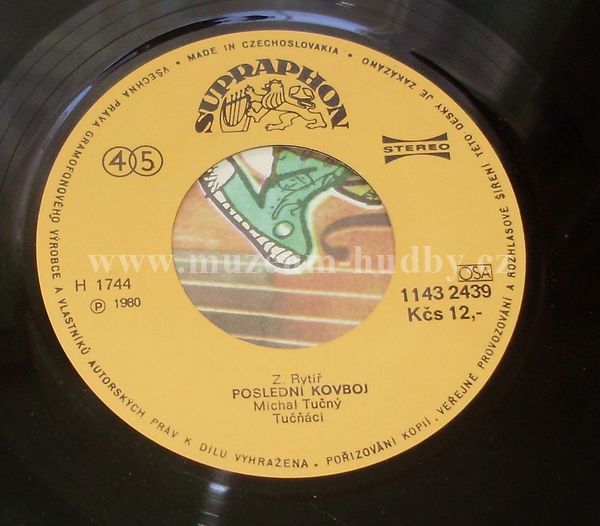 • MADE IN CZECHOSLOVAKIA • VŠECHNA PRÁVA GRAMOFONOVÉHO VÝROBCE A VLASTNÍKŮ AUTORSKÝCH PRÁV K DÍLU VYHRAŽENA • POŘIZOVÁNÍ KOPIÍ, VEŘEJNÉ PROVOZOVÁNÍ A ROZHLASOVÉ ŠÍŘENÍ TÉTO DESKY JE ZAKÁZÁNO
SUPRAPHON
45
STEREO
www.muzeum-hudby.cz
OSA
H 1744
℗ 1980
1143 2439
Kčs 12,-
Z. Rytíř
POSLEDNÍ KOVBOJ
Michal Tučný
Tučňáci